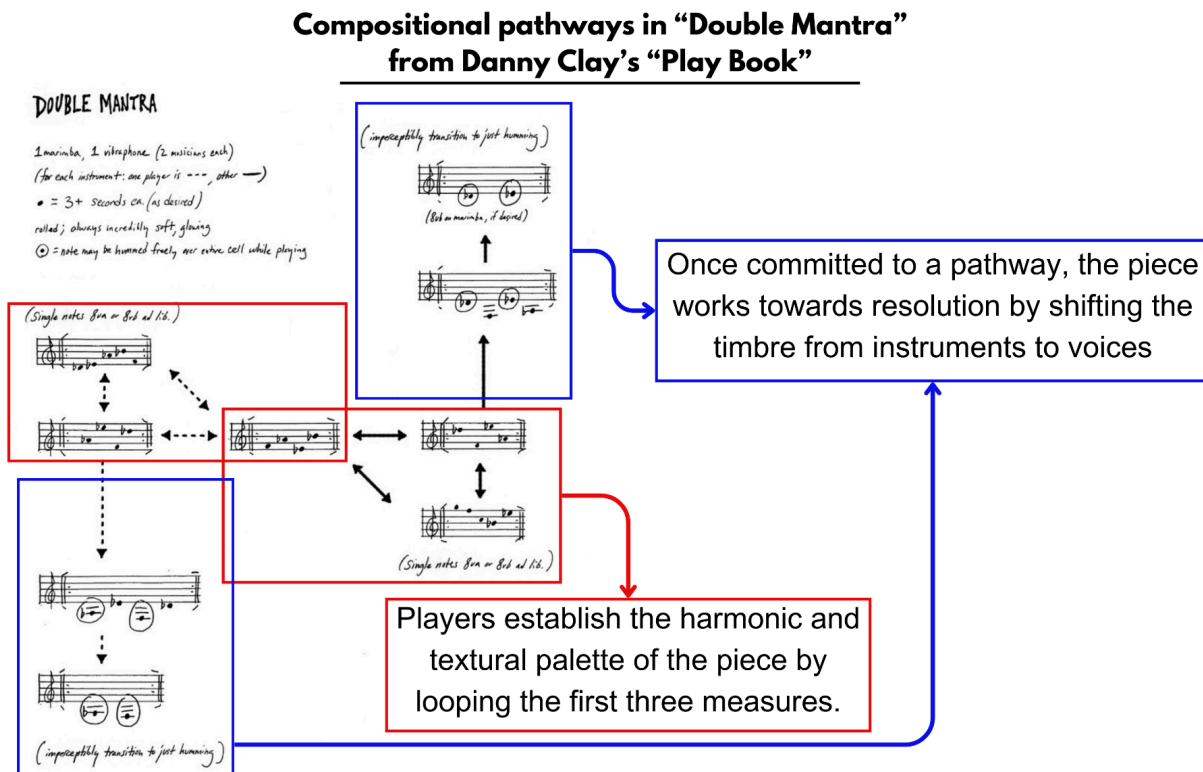 Compositional pathways in “Double Mantra”
from Danny Clay’s “Play Book”
DOUBLE MANTRA
1 marimba, 1 vibraphone (2 musicians each)
(for each instrument: one player is ---, other —)
• = 3+ seconds ca. (as desired)
rolled; always incredibly soft, glowing
⊙ = note may be hummed freely over entire cell while playing
(imperceptibly transition to just humming)
(8vb on marimba, if desired)
Once committed to a pathway, the piece
works towards resolution by shifting the
timbre from instruments to voices
(Single notes 8va or 8vb ad lib.)
(Single notes 8va or 8vb ad lib.)
Players establish the harmonic and
textural palette of the piece by
looping the first three measures.
(imperceptibly transition to just humming)